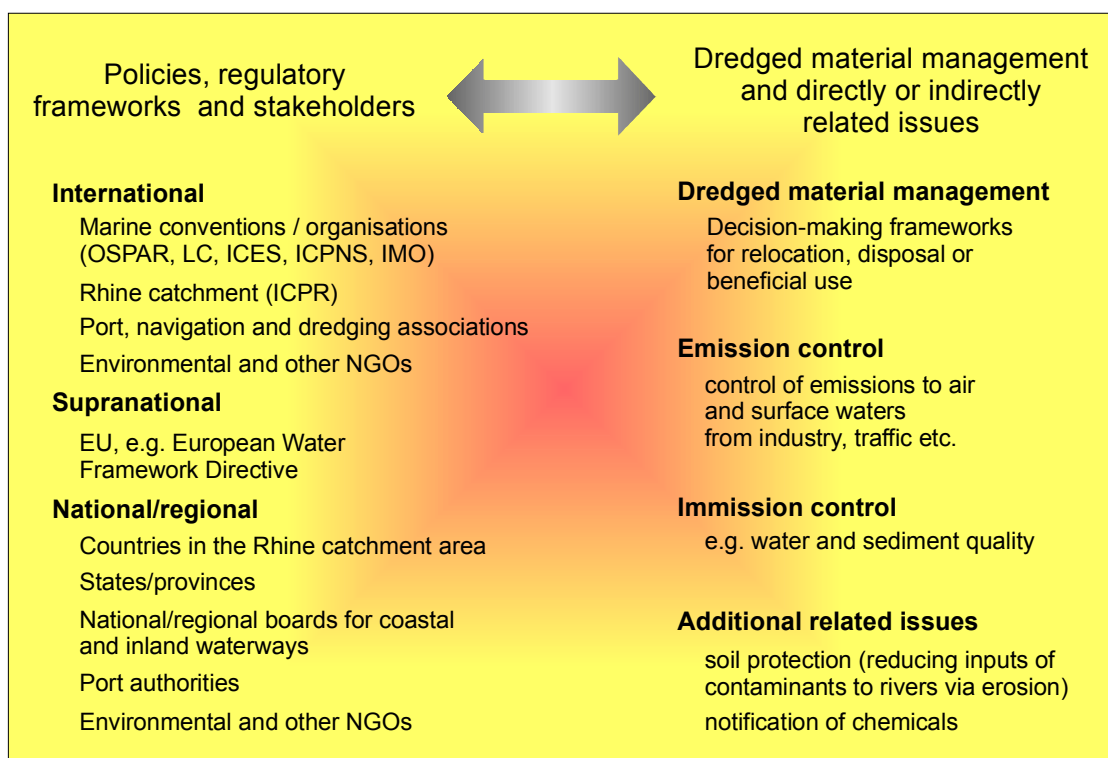 Policies, regulatory
frameworks and stakeholders
Dredged material management
and directly or indirectly
related issues
International
Marine conventions / organisations
(OSPAR, LC, ICES, ICPNS, IMO)
Rhine catchment (ICPR)
Port, navigation and dredging associations
Environmental and other NGOs
Supranational
EU, e.g. European Water
Framework Directive
National/regional
Countries in the Rhine catchment area
States/provinces
National/regional boards for coastal
and inland waterways
Port authorities
Environmental and other NGOs
Dredged material management
Decision-making frameworks
for relocation, disposal or
beneficial use
Emission control
control of emissions to air
and surface waters
from industry, traffic etc.
Immission control
e.g. water and sediment quality
Additional related issues
soil protection (reducing inputs of
contaminants to rivers via erosion)
notification of chemicals